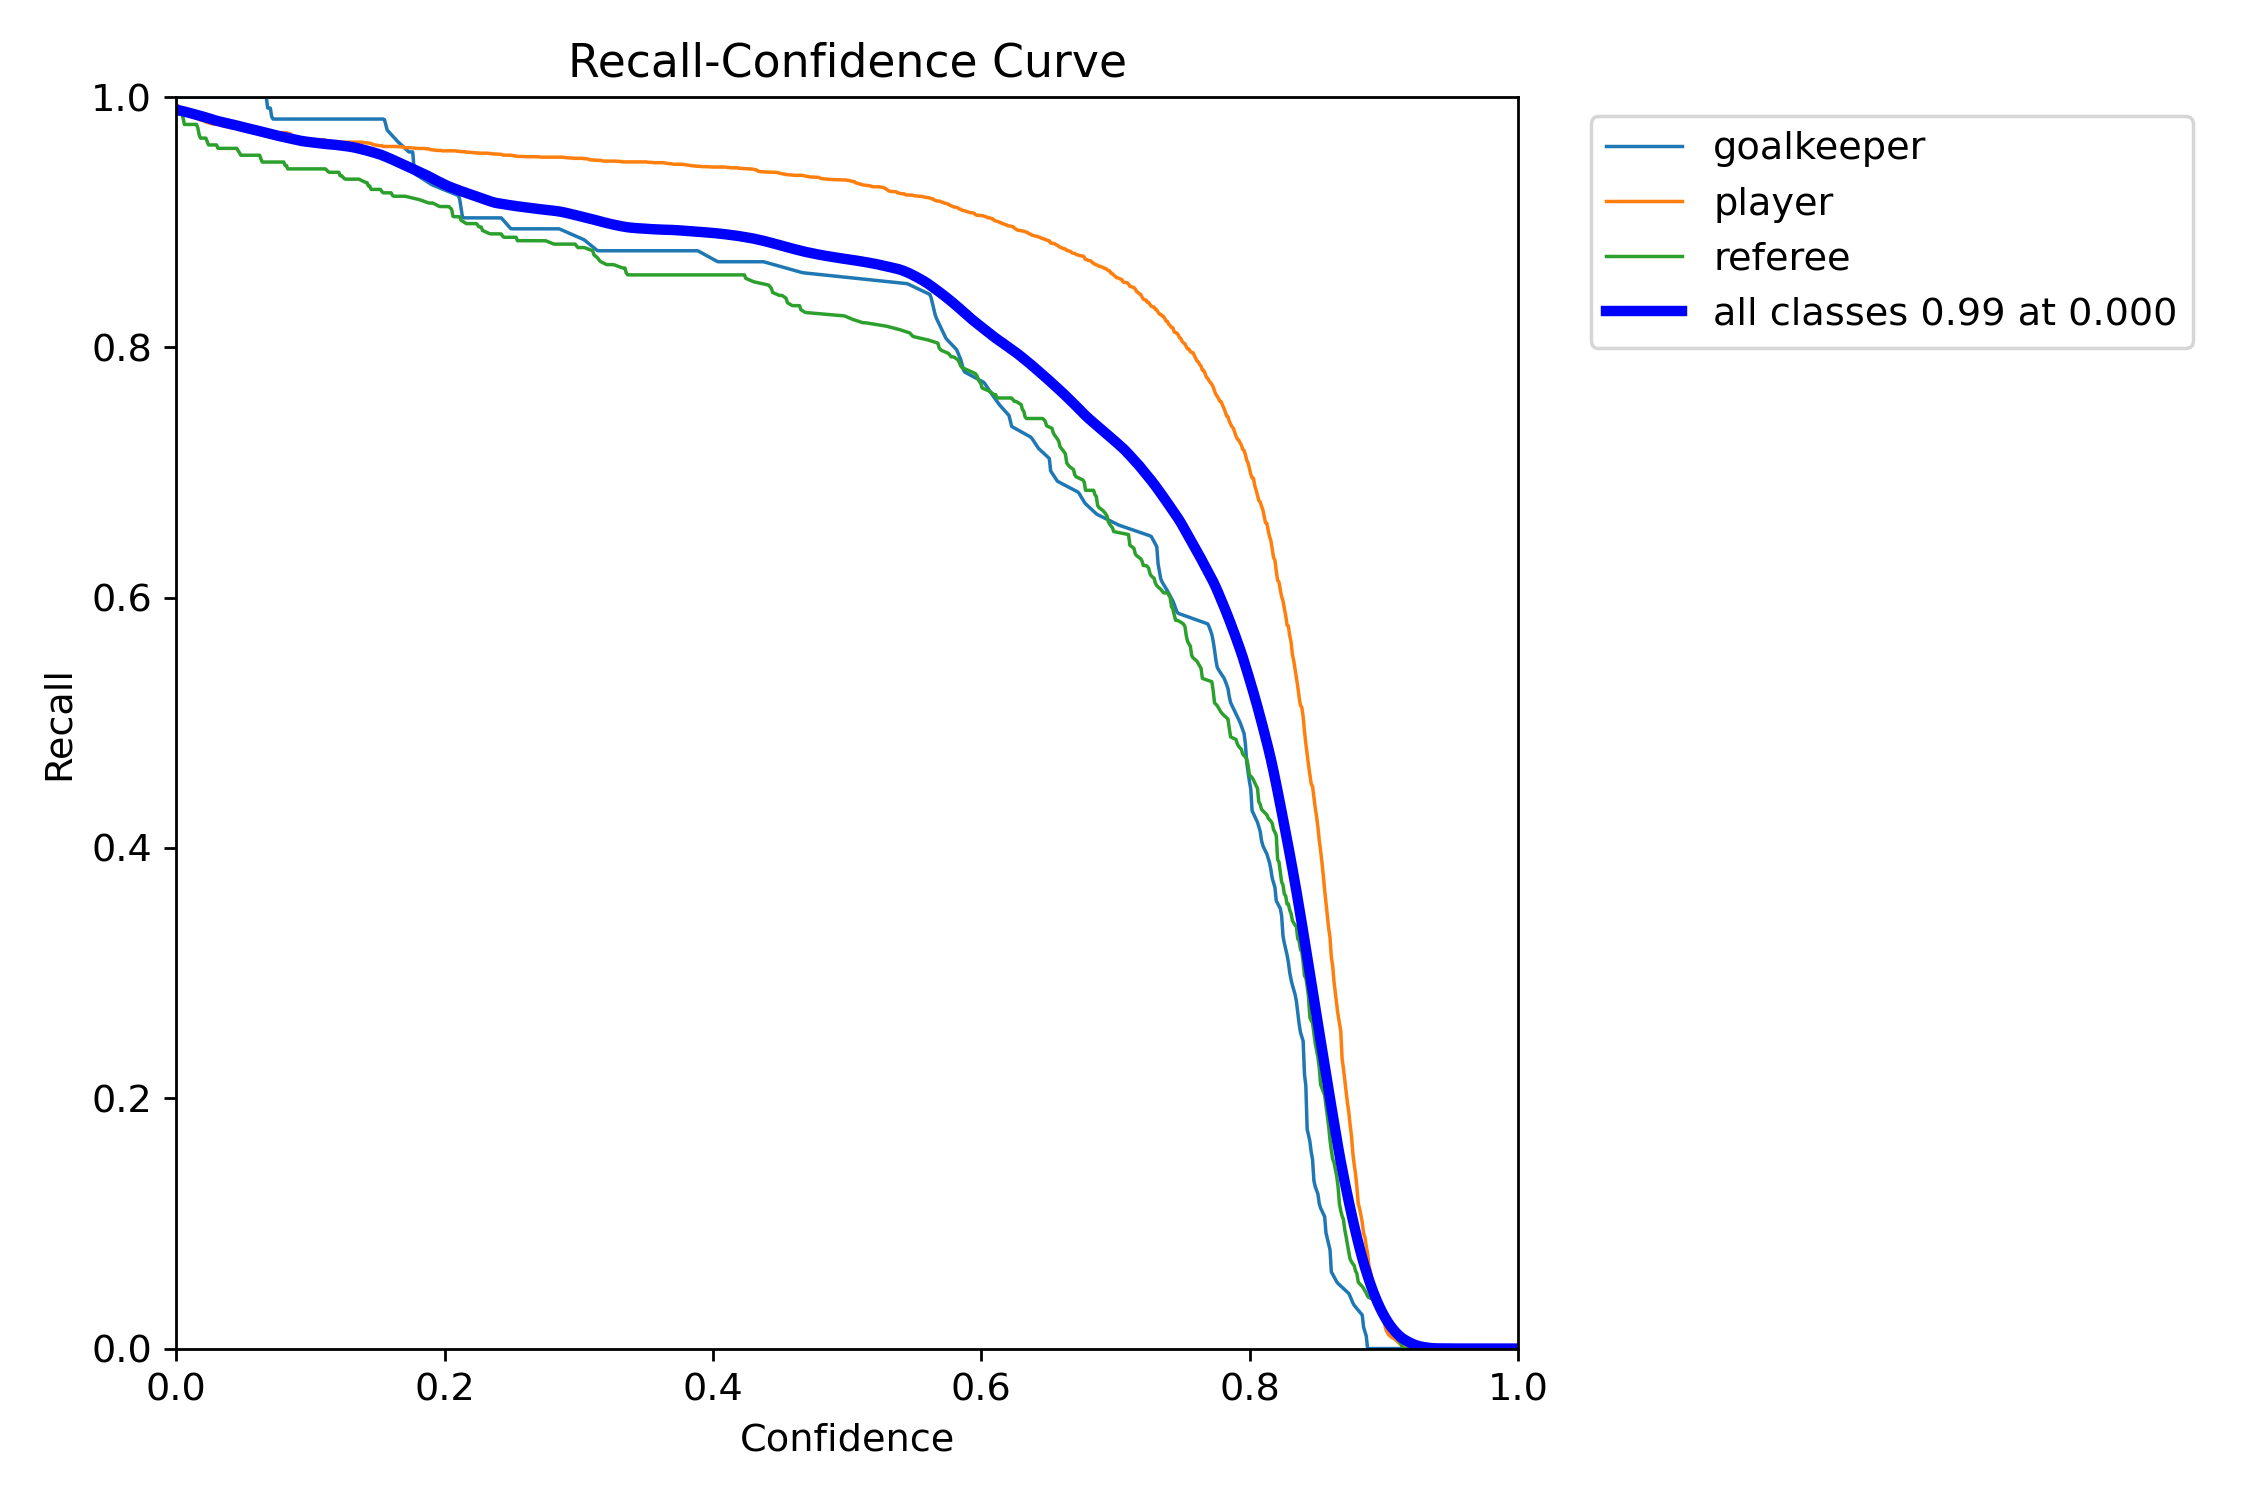 Recall-Confidence Curve
1.0
0.8
0.6
0.4
0.2
0.0
Recall
0.0 0.2 0.4 0.6 0.8 1.0
Confidence
goalkeeper
player
referee
all classes 0.99 at 0.000